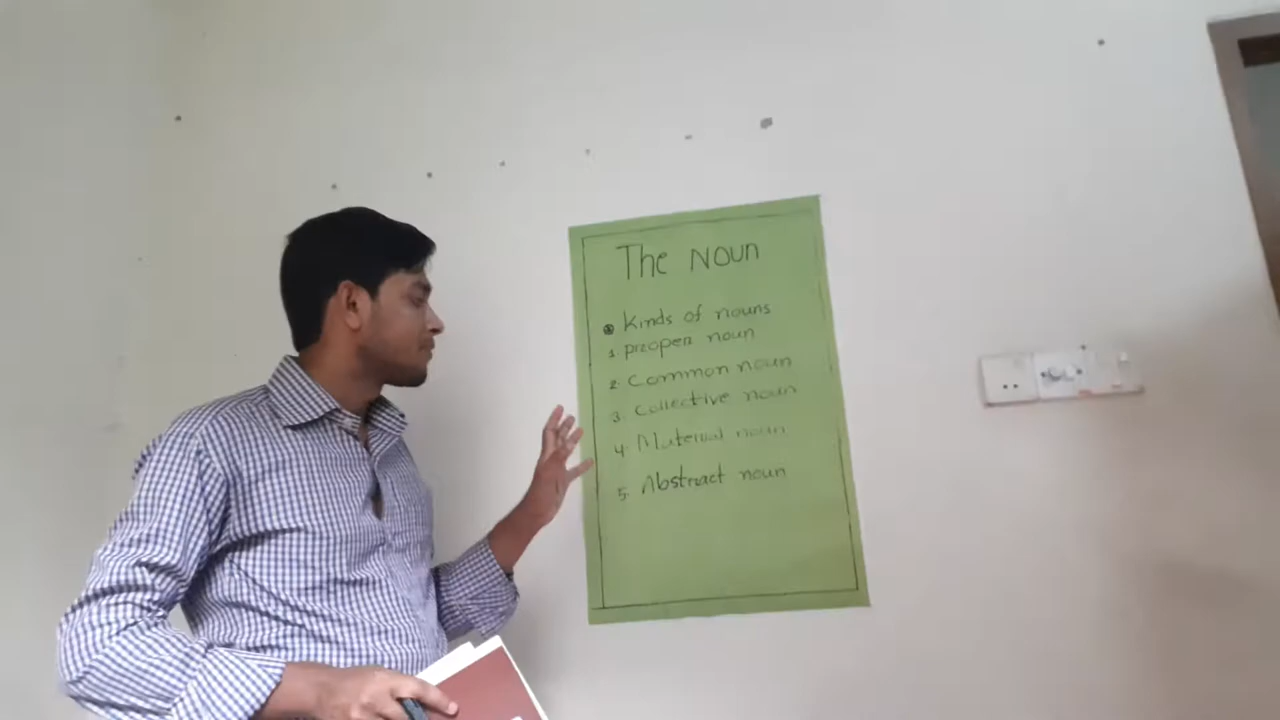 The Noun
Kinds of nouns
1. Proper noun
2. Common noun
3. Collective noun
4. Material noun
5. Abstract noun